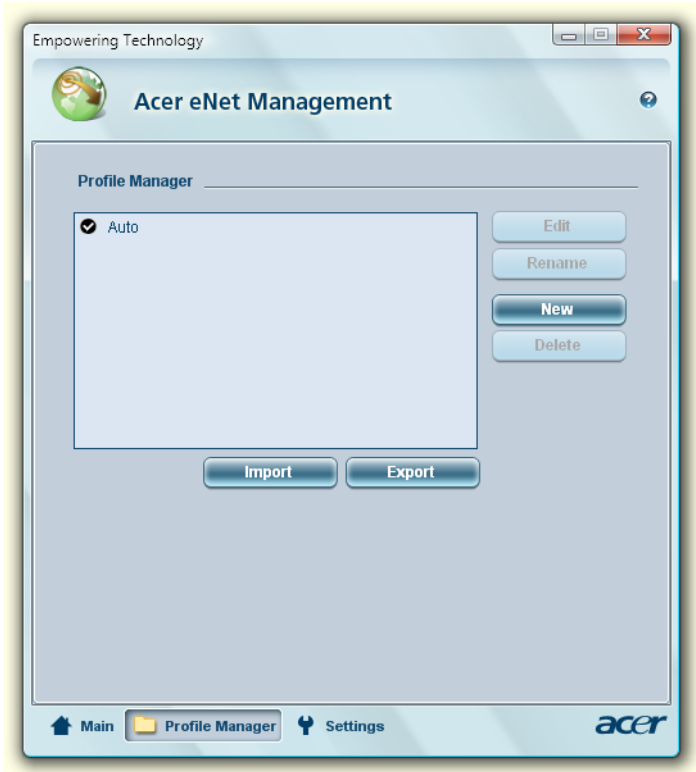 Empowering Technology
Acer eNet Management
Profile Manager
Auto
Edit
Rename
New
Delete
Import Export
Main Profile Manager Settings acer